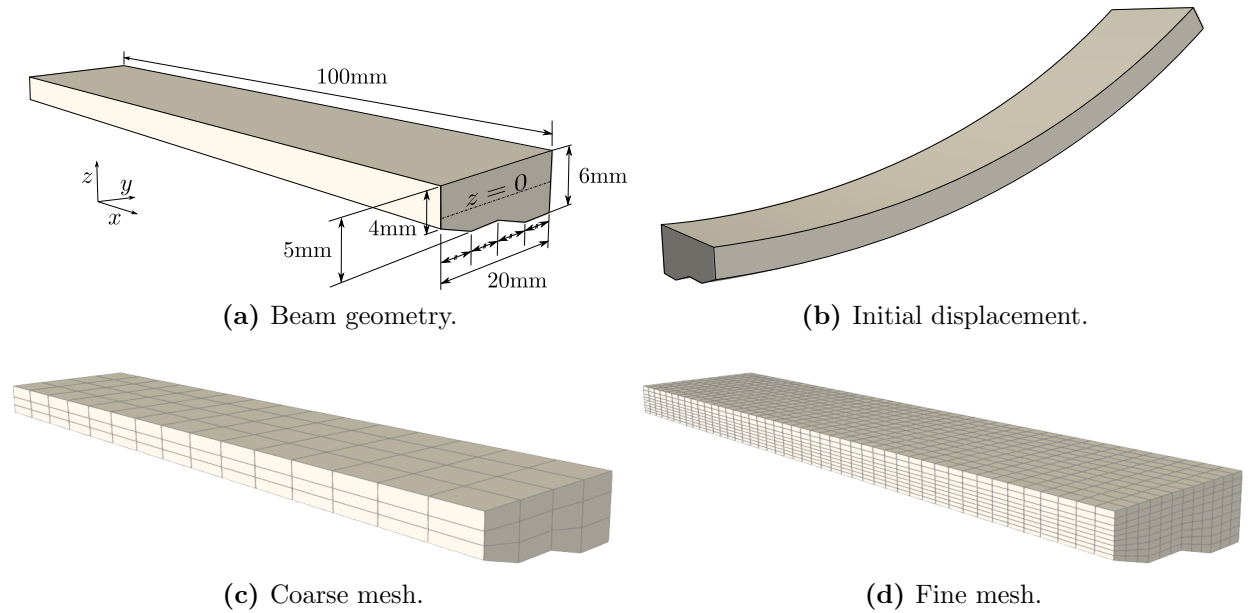 100mm
z
y
x
z = 0
6mm
4mm
5mm
20mm
(a) Beam geometry.
(b) Initial displacement.
(c) Coarse mesh.
(d) Fine mesh.